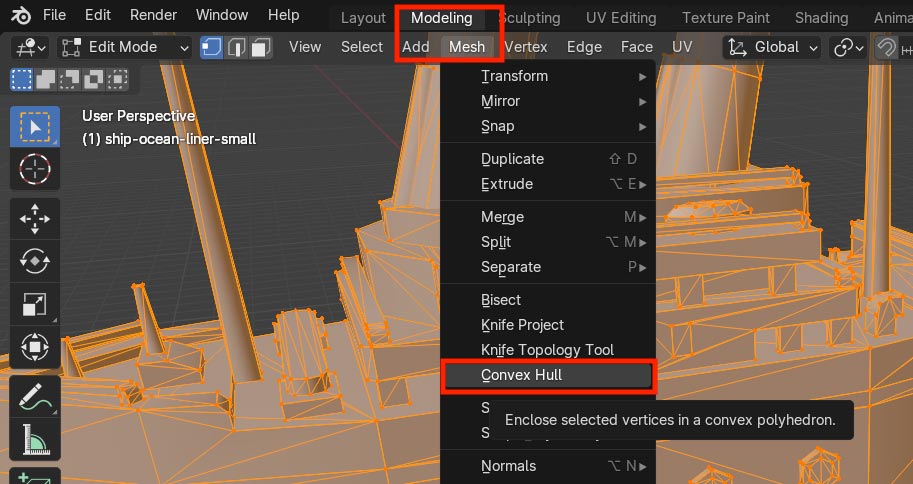 File Edit Render Window Help Layout Modeling Sculpting UV Editing Texture Paint Shading Anima
Edit Mode View Select Add Mesh Vertex Edge Face UV Global
User Perspective
(1) ship-ocean-liner-small
Transform
Mirror
Snap
Duplicate ⇧ D
Extrude ⌥ E
Merge M
Split ⌥ M
Separate P
Bisect
Knife Project
Knife Topology Tool
Convex Hull
Enclose selected vertices in a convex polyhedron.
Normals ⌥ N